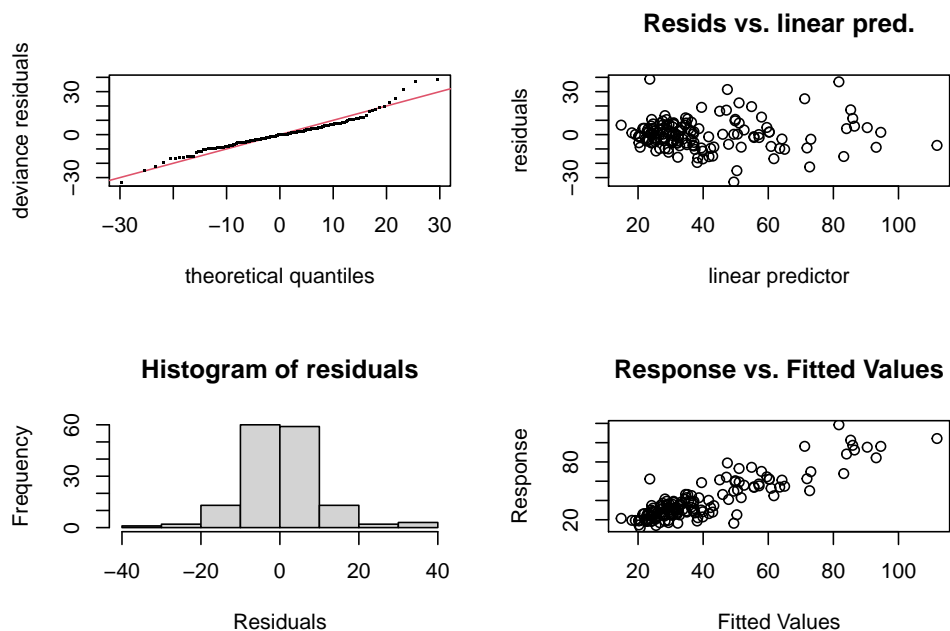 Resids vs. linear pred.
deviance residuals
−30 0 30
−30 −20 −10 0 10 20 30
theoretical quantiles
residuals
−30 0 30
20 40 60 80 100
linear predictor
Histogram of residuals
Frequency
0 30 60
−40 −20 0 20 40
Residuals
Response vs. Fitted Values
Response
20 80
20 40 60 80 100
Fitted Values